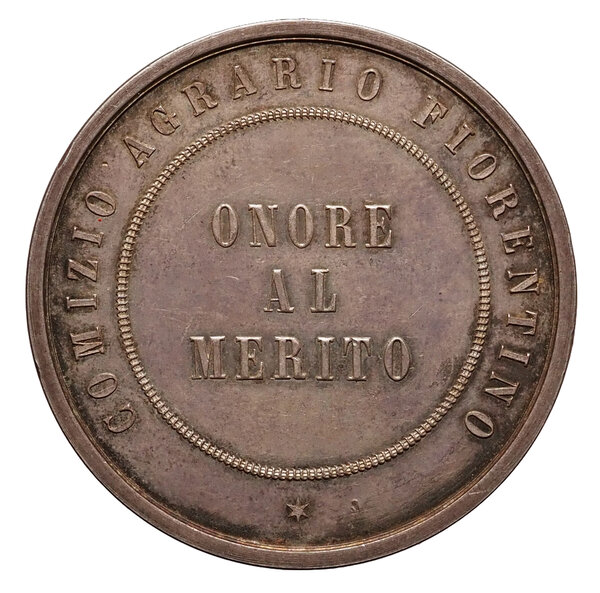 COMIZIO AGRARIO FIORENTINO
ONORE
AL
MERITO